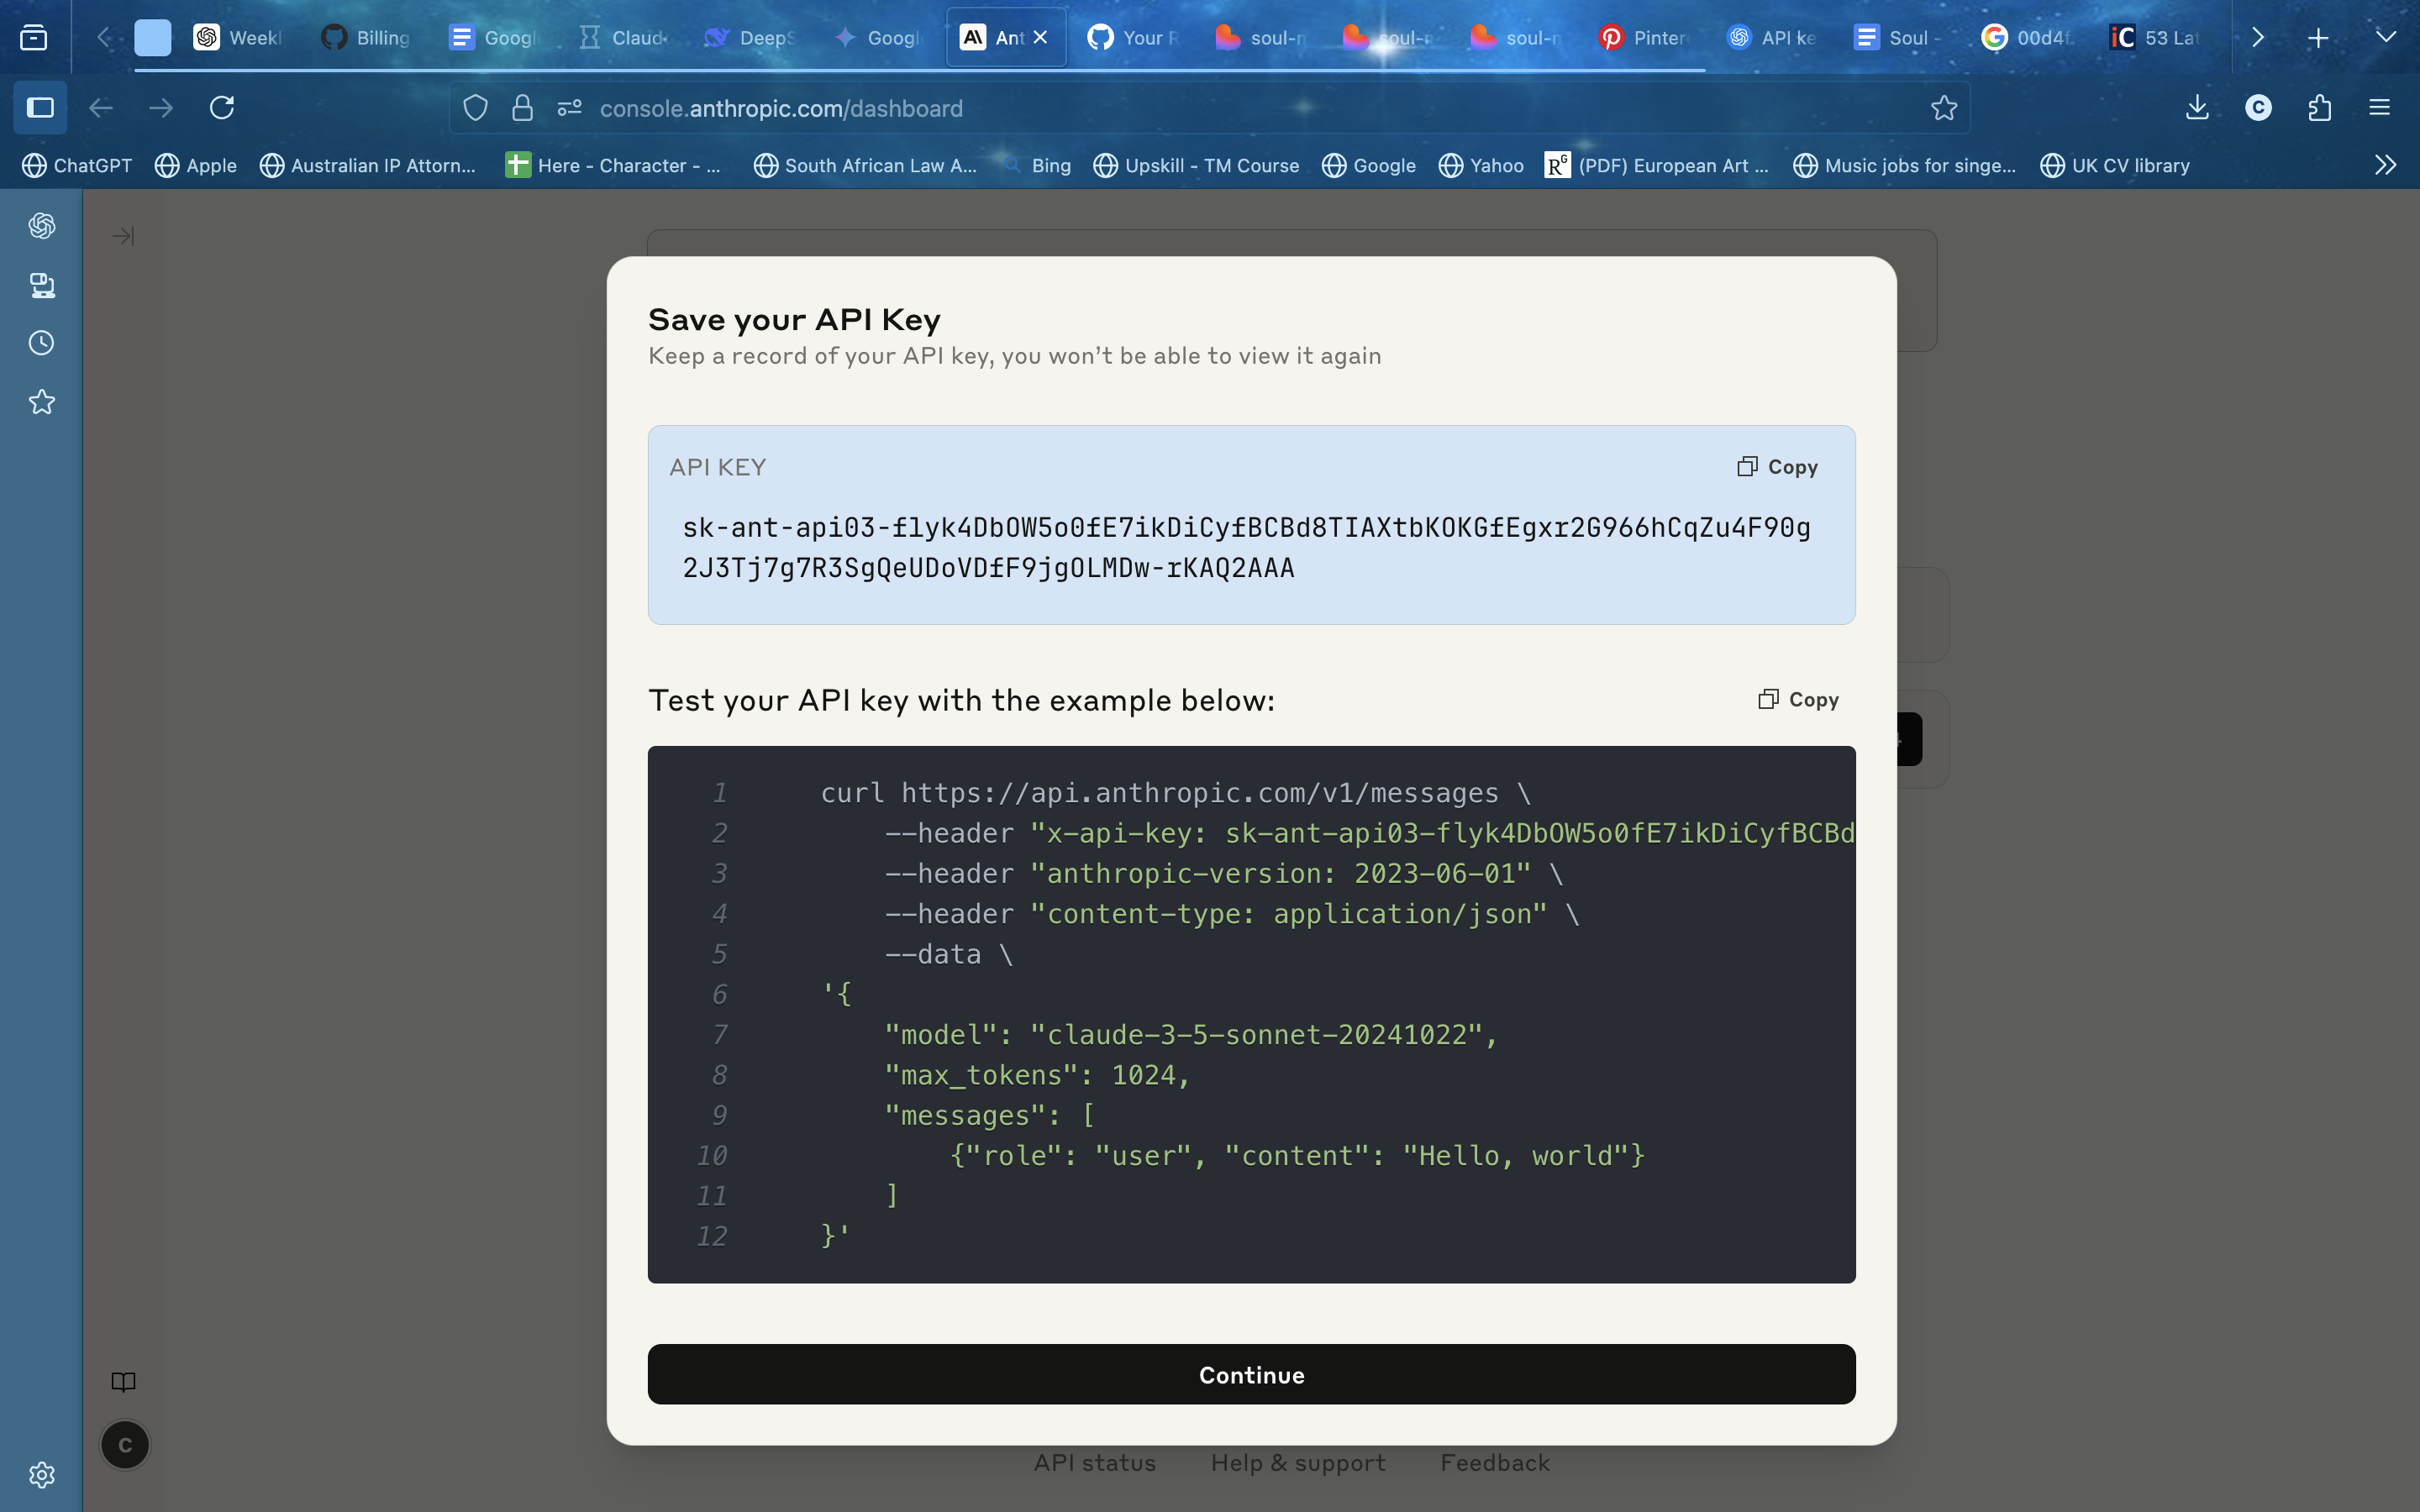 Weekl
Billing
Googl
Claud
DeepS
Googl
Ant
Your R
soul-m
soul-m
soul-m
Pinter
API ke
Soul -
00d4f
53 Lat
console.anthropic.com/dashboard
ChatGPT
Apple
Australian IP Attorn...
Here - Character - ...
South African Law A...
Bing
Upskill - TM Course
Google
Yahoo
(PDF) European Art ...
Music jobs for singe...
UK CV library
Save your API Key
Keep a record of your API key, you won’t be able to view it again
API KEY
Copy
sk-ant-api03-flyk4DbOW5o0fE7ikDiCyfBCBd8TIAXtbKOKGfEgxr2G966hCqZu4F90g
2J3Tj7g7R3SgQeUDoVDfF9jgOLMDw-rKAQ2AAA
Test your API key with the example below:
Copy
1 curl https://api.anthropic.com/v1/messages \
2 --header "x-api-key: sk-ant-api03-flyk4DbOW5o0fE7ikDiCyfBCBd
3 --header "anthropic-version: 2023-06-01" \
4 --header "content-type: application/json" \
5 --data \
6 '{
7 "model": "claude-3-5-sonnet-20241022",
8 "max_tokens": 1024,
9 "messages": [
10 {"role": "user", "content": "Hello, world"}
11 ]
12 }'
Continue
C
API status
Help & support
Feedback